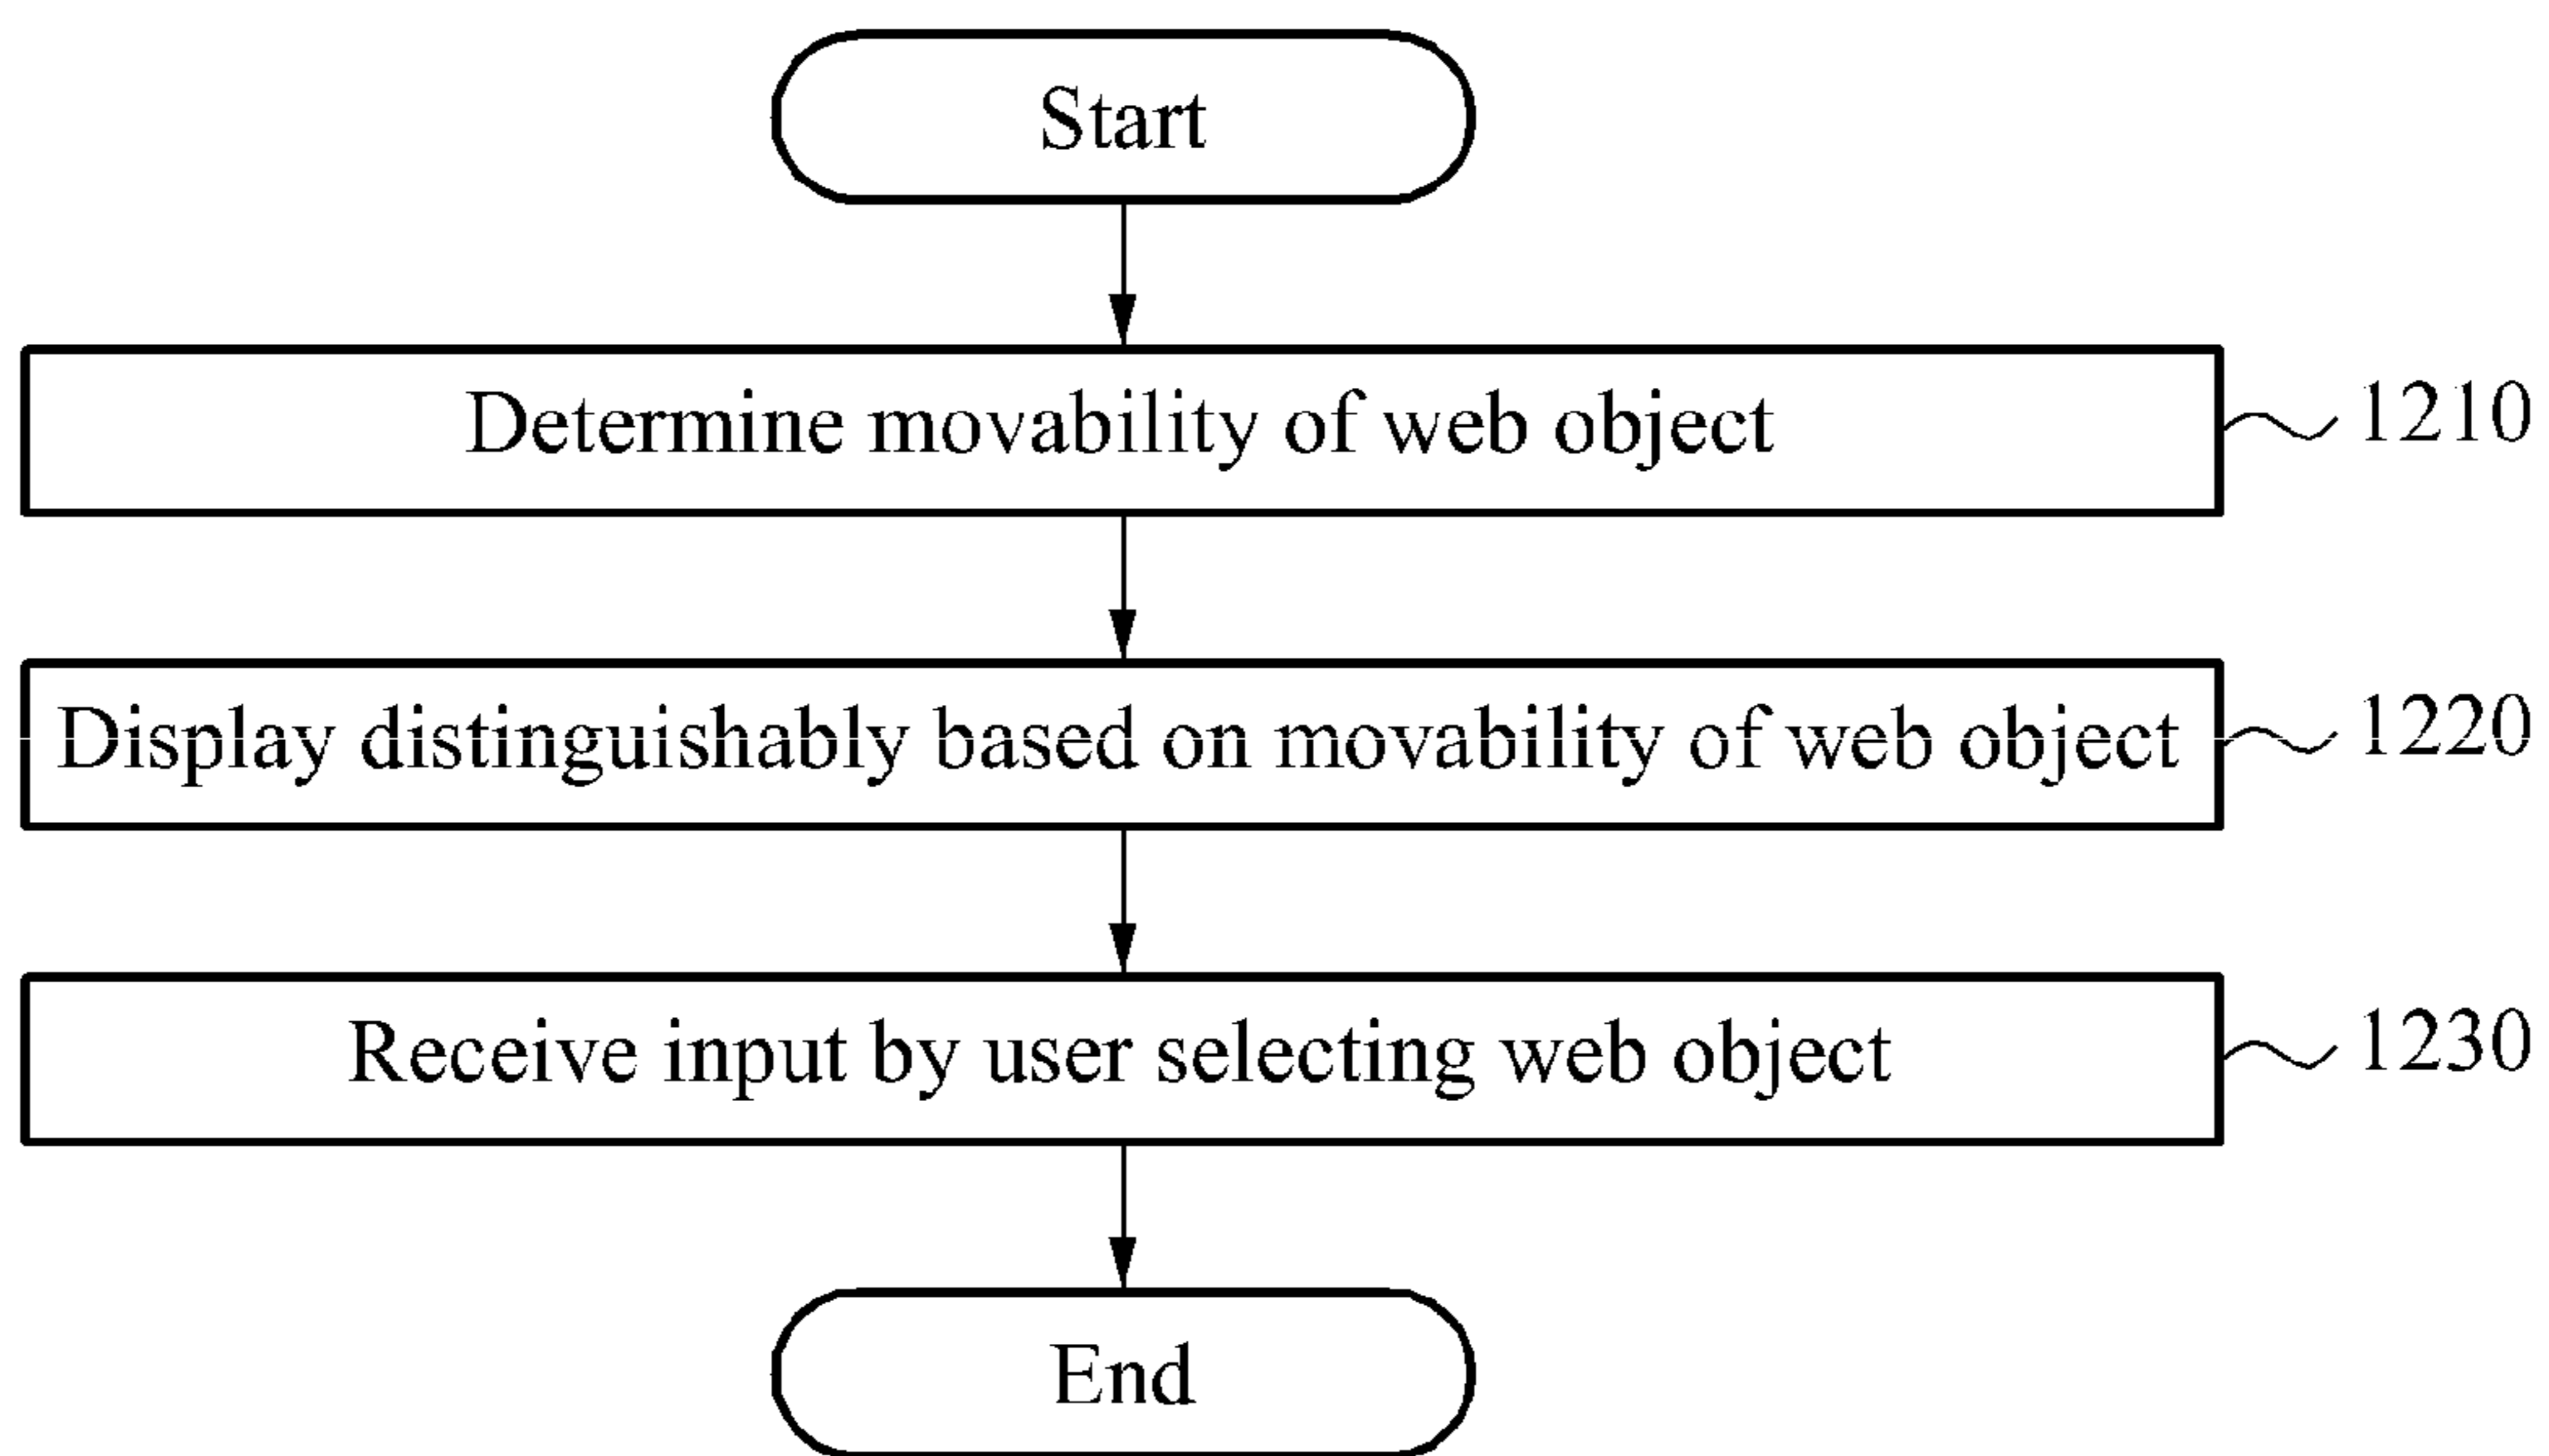 Start
Determine movability of web object
1210
Display distinguishably based on movability of web object
1220
Receive input by user selecting web object
1230
End